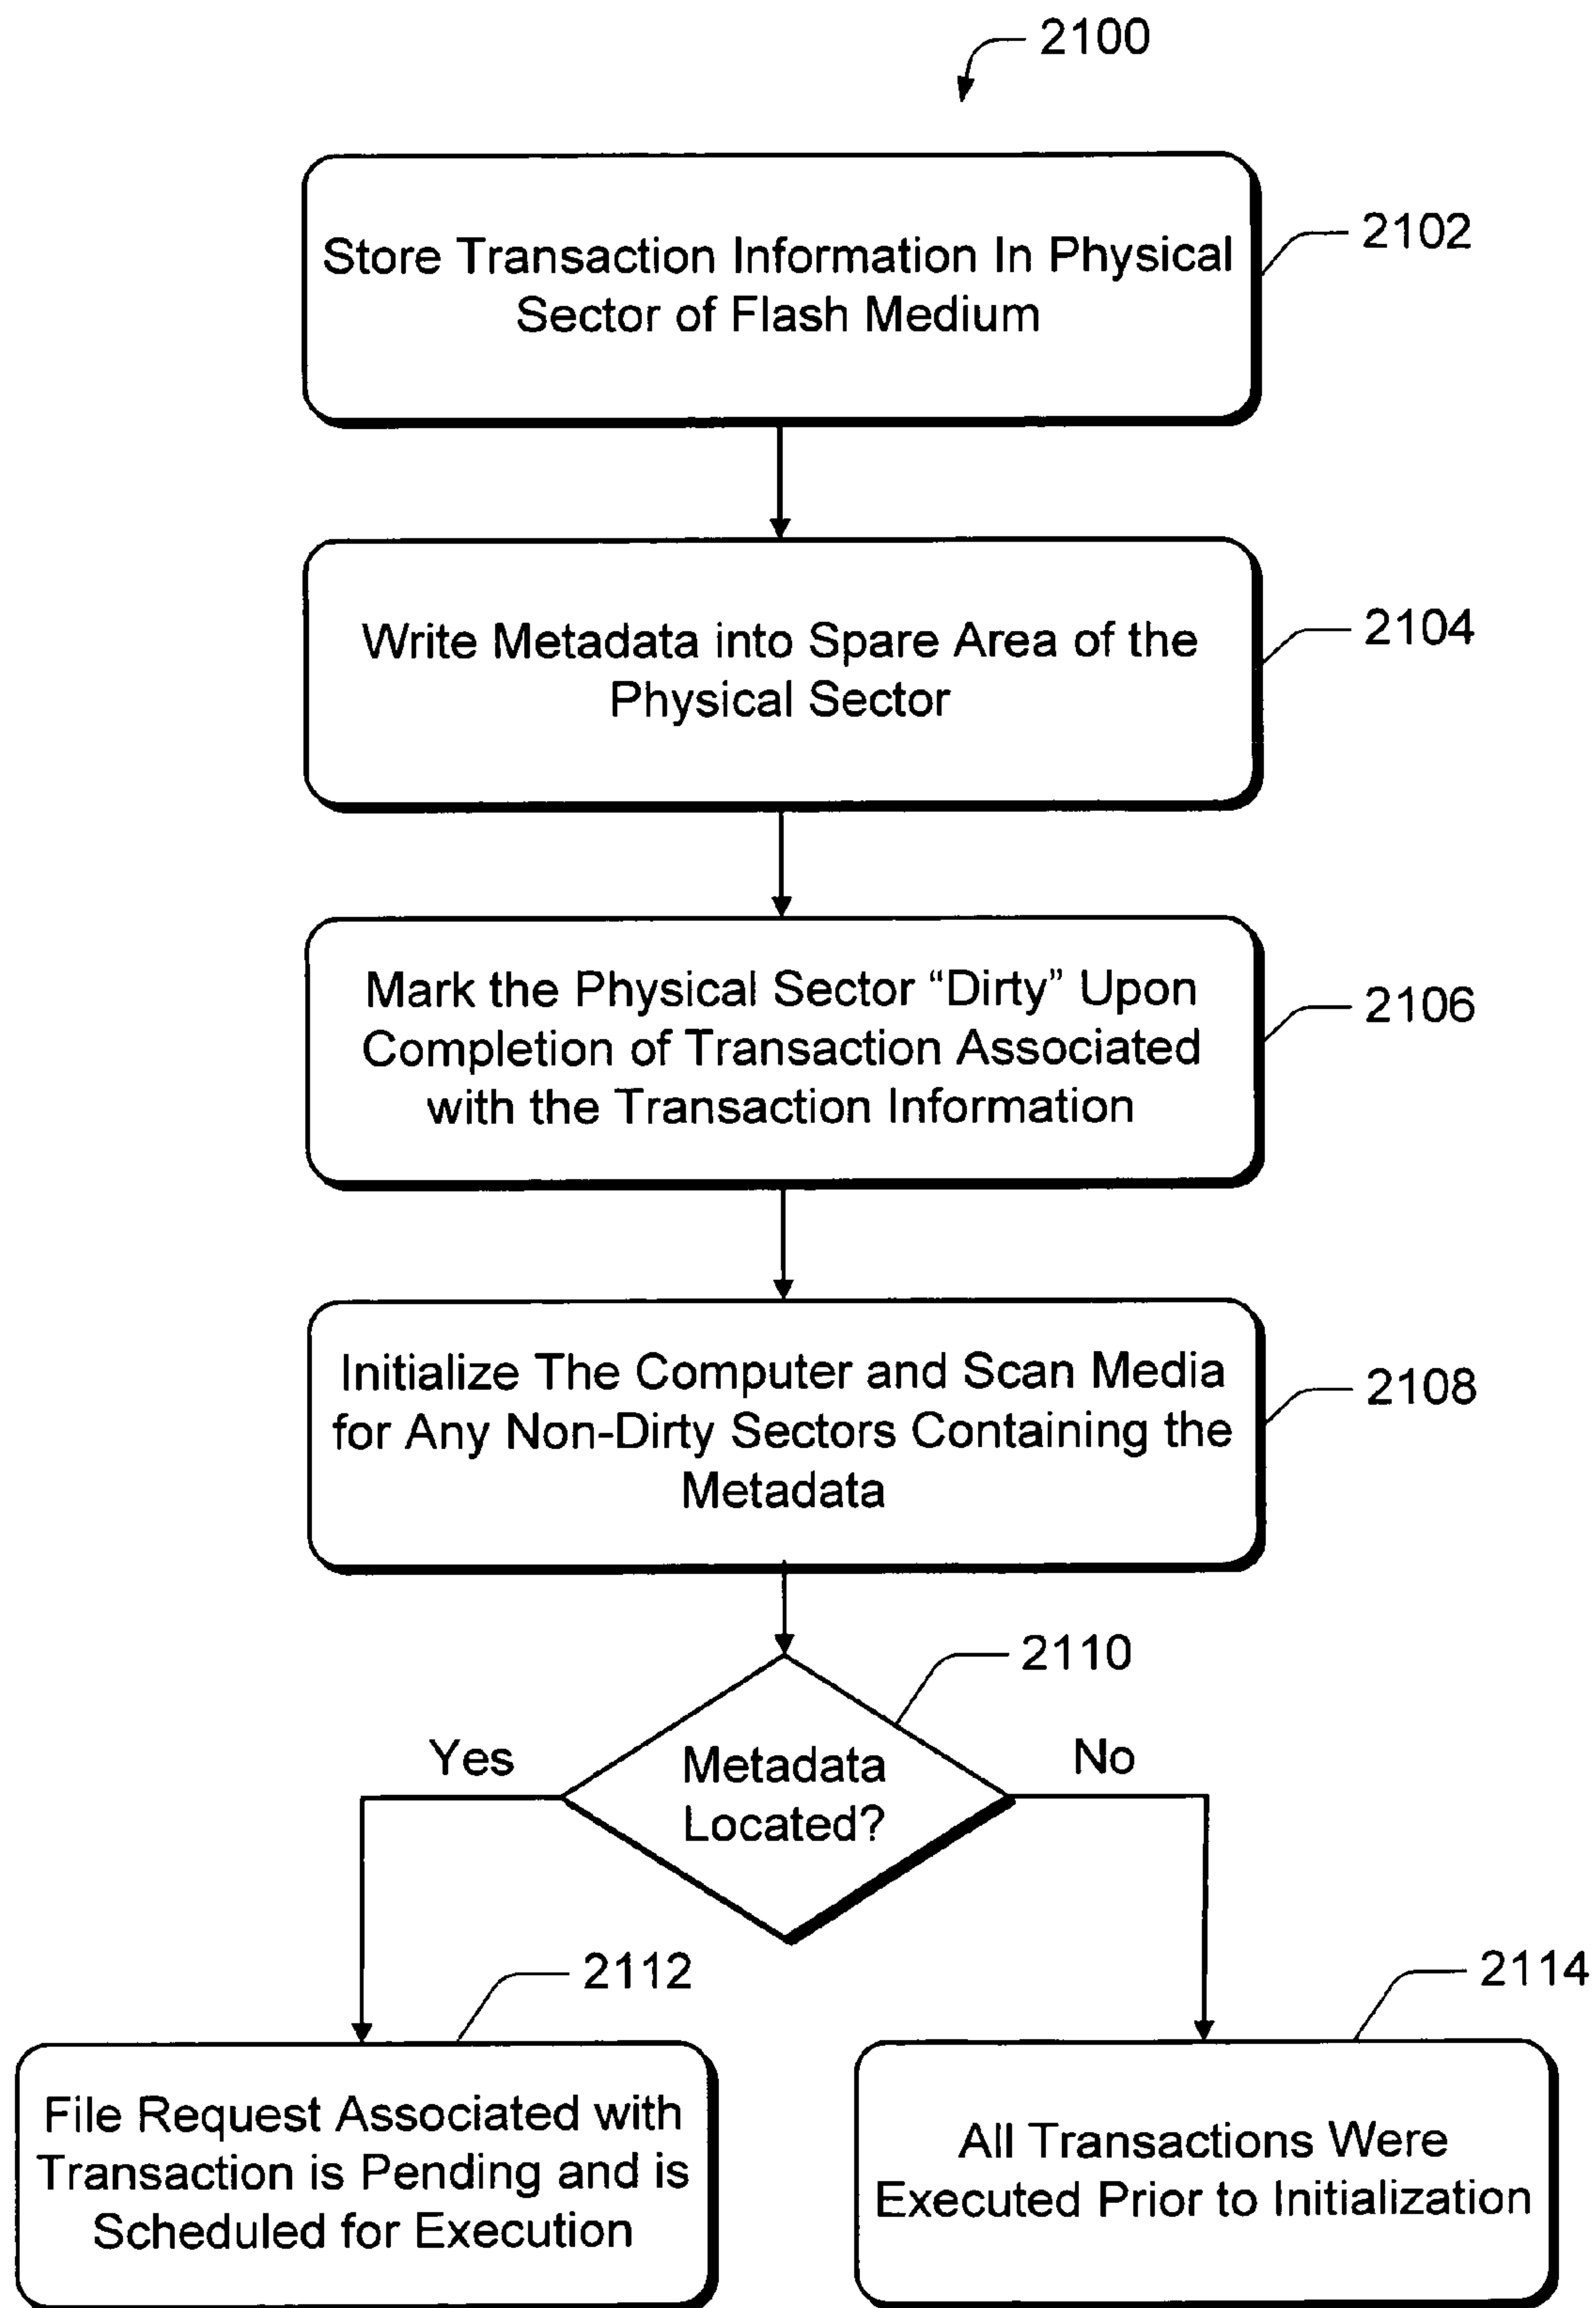 2100
Store Transaction Information In Physical
Sector of Flash Medium
2102
Write Metadata into Spare Area of the
Physical Sector
2104
Mark the Physical Sector “Dirty” Upon
Completion of Transaction Associated
with the Transaction Information
2106
Initialize The Computer and Scan Media
for Any Non-Dirty Sectors Containing the
Metadata
2108
2110
Yes
Metadata
Located?
No
2112
2114
File Request Associated with
Transaction is Pending and is
Scheduled for Execution
All Transactions Were
Executed Prior to Initialization